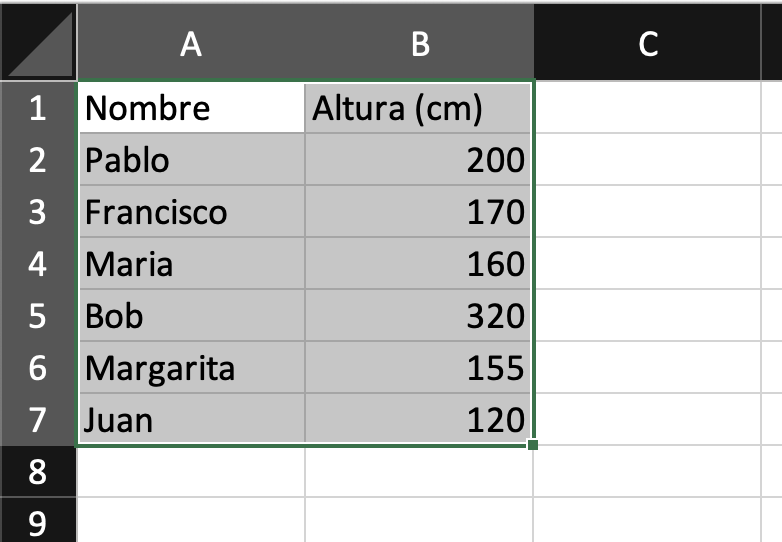 A B C
1 Nombre Altura (cm)
2 Pablo 200
3 Francisco 170
4 Maria 160
5 Bob 320
6 Margarita 155
7 Juan 120
8
9